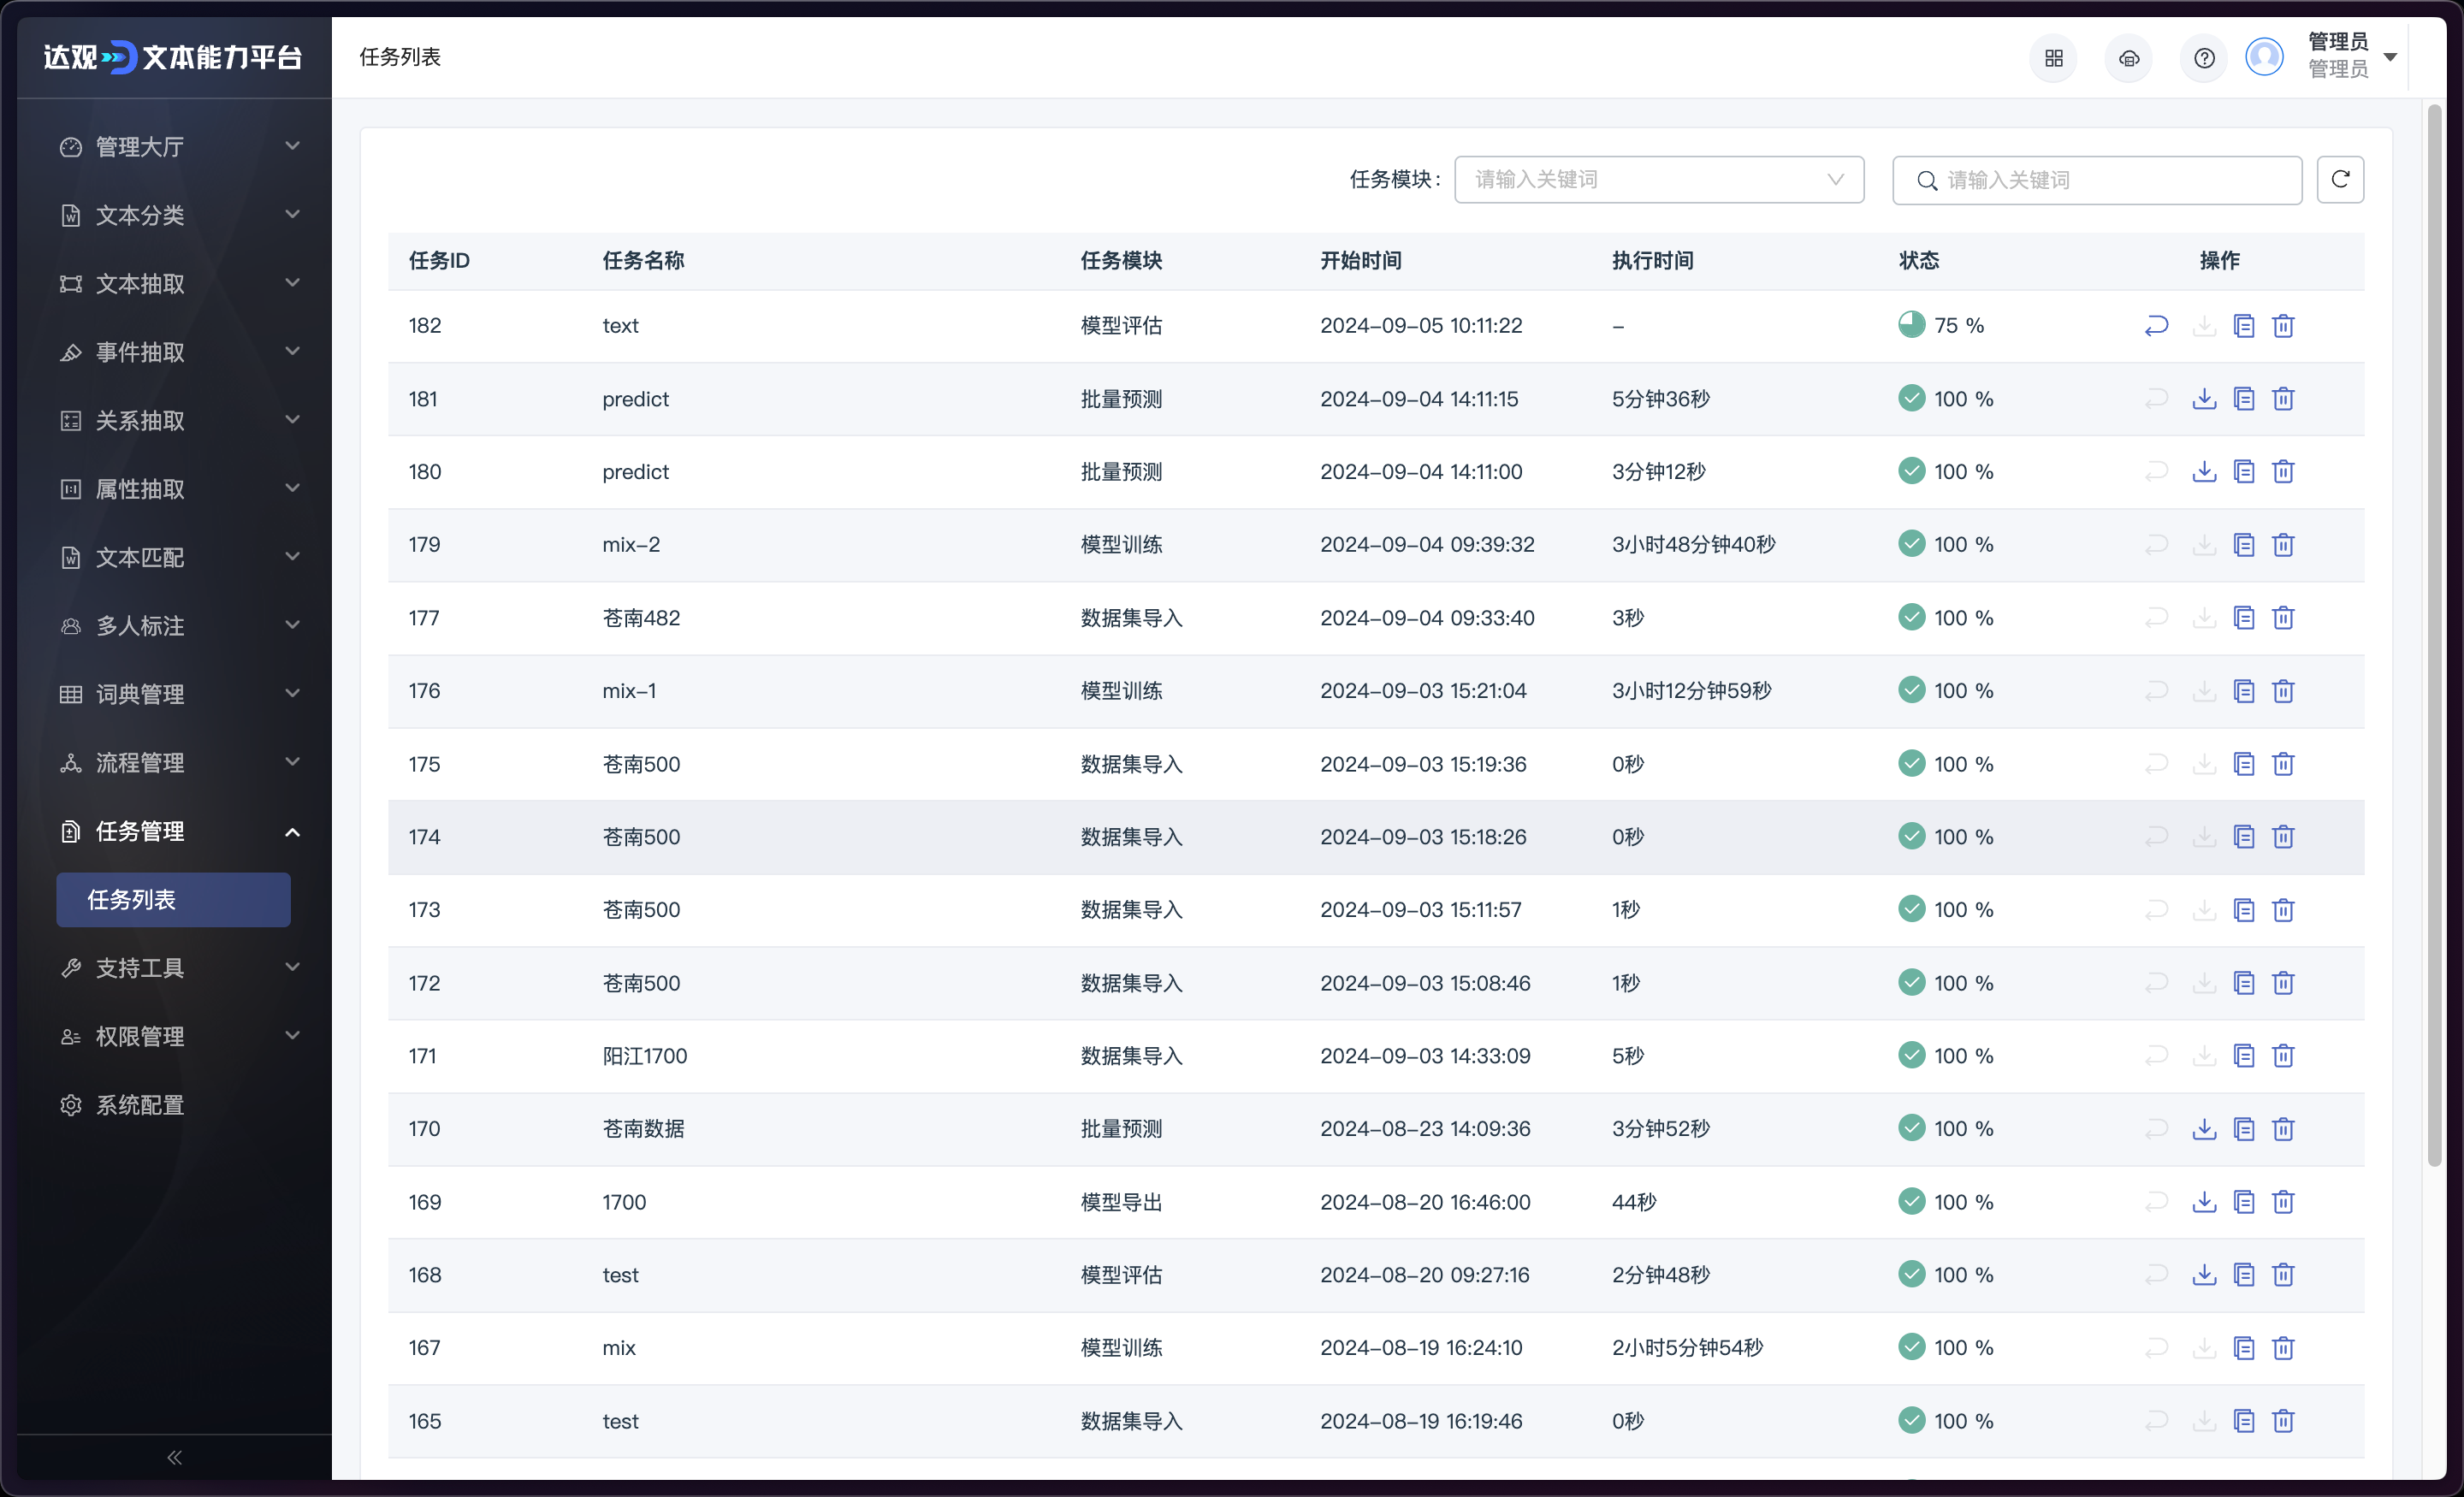 达观 文本能力平台
任务列表
管理员
管理员
管理大厅
文本分类
文本抽取
事件抽取
关系抽取
属性抽取
文本匹配
多人标注
词典管理
流程管理
任务管理
任务列表
支持工具
权限管理
系统配置
任务模块: 请输入关键词 请输入关键词
任务ID 任务名称 任务模块 开始时间 执行时间 状态 操作
182 text 模型评估 2024-09-05 10:11:22 - 75 %
181 predict 批量预测 2024-09-04 14:11:15 5分钟36秒 100 %
180 predict 批量预测 2024-09-04 14:11:00 3分钟12秒 100 %
179 mix-2 模型训练 2024-09-04 09:39:32 3小时48分钟40秒 100 %
177 苍南482 数据集导入 2024-09-04 09:33:40 3秒 100 %
176 mix-1 模型训练 2024-09-03 15:21:04 3小时12分钟59秒 100 %
175 苍南500 数据集导入 2024-09-03 15:19:36 0秒 100 %
174 苍南500 数据集导入 2024-09-03 15:18:26 0秒 100 %
173 苍南500 数据集导入 2024-09-03 15:11:57 1秒 100 %
172 苍南500 数据集导入 2024-09-03 15:08:46 1秒 100 %
171 阳江1700 数据集导入 2024-09-03 14:33:09 5秒 100 %
170 苍南数据 批量预测 2024-08-23 14:09:36 3分钟52秒 100 %
169 1700 模型导出 2024-08-20 16:46:00 44秒 100 %
168 test 模型评估 2024-08-20 09:27:16 2分钟48秒 100 %
167 mix 模型训练 2024-08-19 16:24:10 2小时5分钟54秒 100 %
165 test 数据集导入 2024-08-19 16:19:46 0秒 100 %